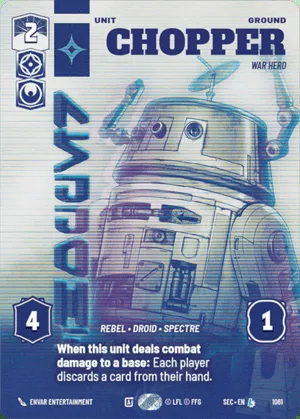 UNIT
GROUND
2
CHOPPER
WAR HERO
4
1
REBEL • DROID • SPECTRE
When this unit deals combat
damage to a base: Each player
discards a card from their hand.
ENVAR ENTERTAINMENT
© LFL © FFG
SEC • EN
1061